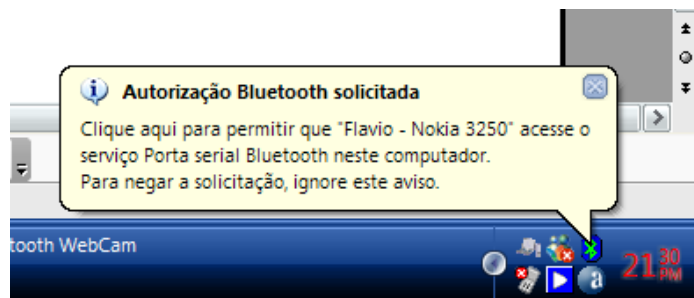 Autorização Bluetooth solicitada
Clique aqui para permitir que "Flavio - Nokia 3250" acesse o
serviço Porta serial Bluetooth neste computador.
Para negar a solicitação, ignore este aviso.
tooth WebCam
21 30
PM